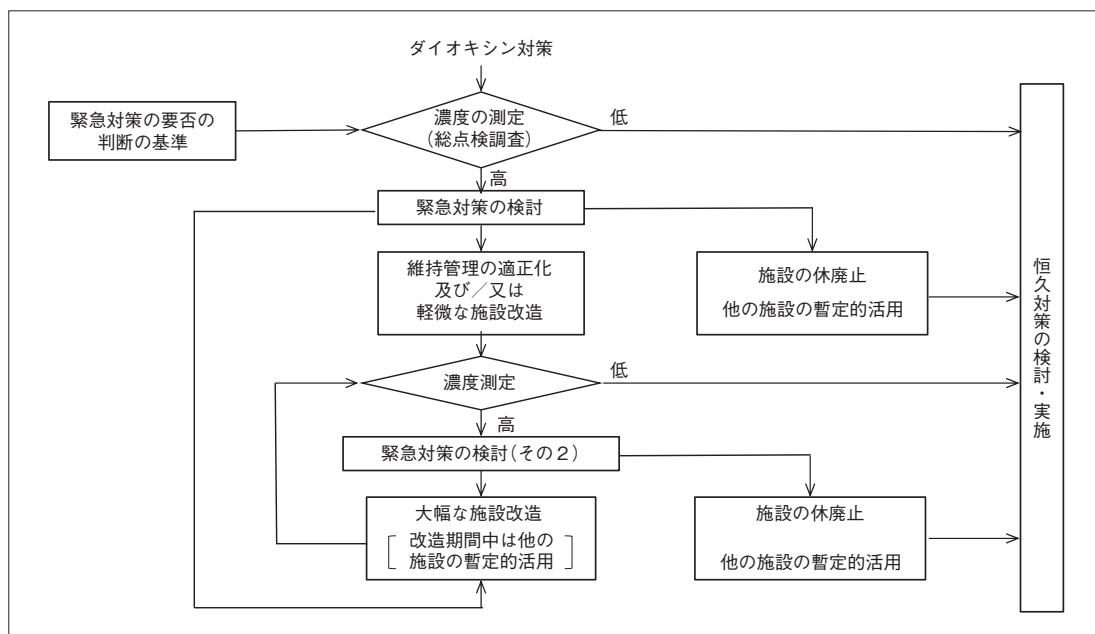 ダイオキシン対策
緊急対策の要否の
判断の基準
濃度の測定
(総点検調査)
低
高
緊急対策の検討
維持管理の適正化
及び／又は
軽微な施設改造
施設の休廃止
他の施設の暫定的活用
濃度測定
低
高
緊急対策の検討(その２)
大幅な施設改造
[改造期間中は他の
施設の暫定的活用]
施設の休廃止
他の施設の暫定的活用
恒久対策の検討・実施